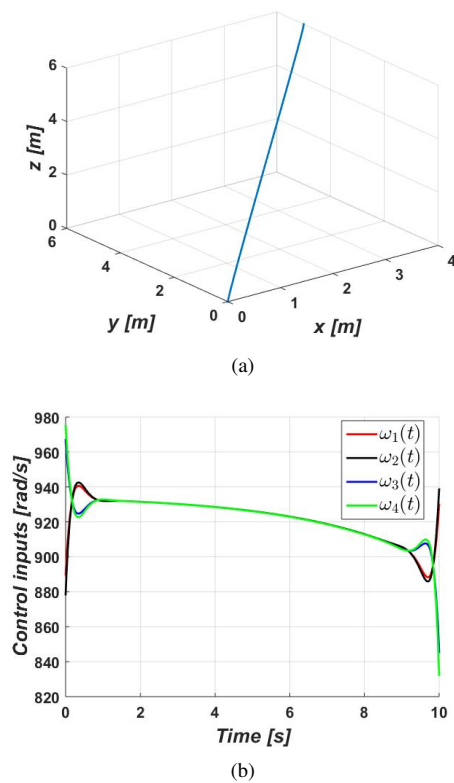 6
4
2
0
z [m]
6
4
2
0
y [m]
0
1
2
3
4
x [m]
(a)
980
960
940
920
900
880
860
840
820
Control inputs [rad/s]
ω₁(t)
ω₂(t)
ω₃(t)
ω₄(t)
0 2 4 6 8 10
Time [s]
(b)